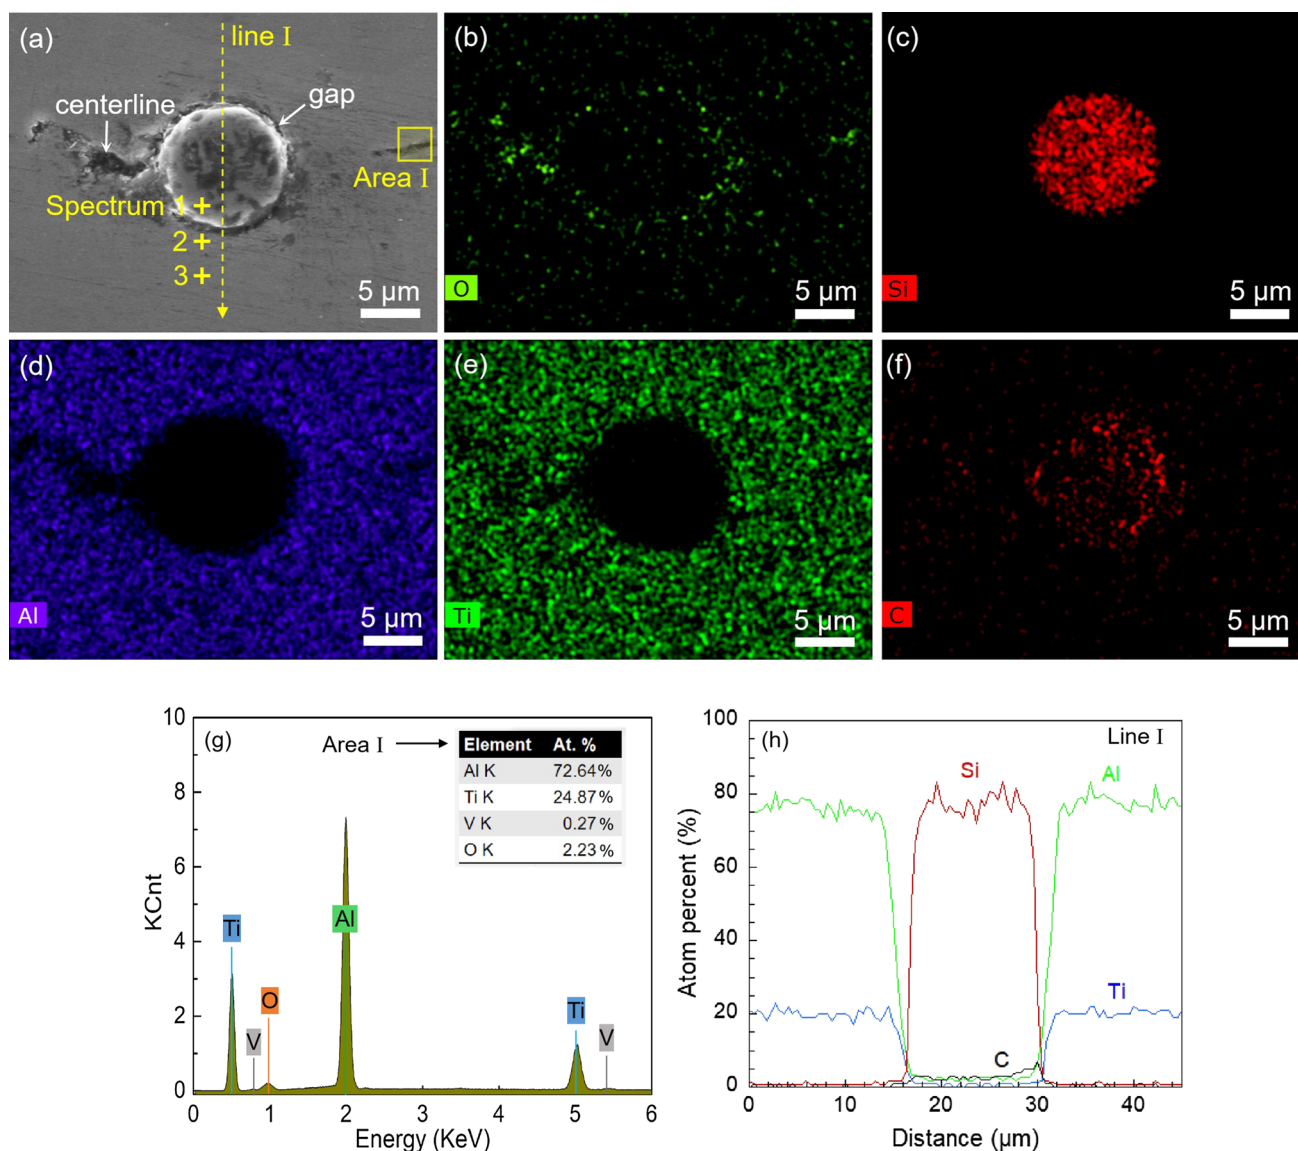 (a)
line I
centerline
gap
Area I
Spectrum 1
2
3
5 μm
(b)
O
5 μm
(c)
Si
5 μm
(d)
Al
5 μm
(e)
Ti
5 μm
(f)
C
5 μm
(g)
Area I
Element At. %
Al K 72.64%
Ti K 24.87%
V K 0.27%
O K 2.23%
10
8
6
4
2
0
KCnt
Ti
V
O
Al
Ti
V
0 1 2 3 4 5 6
Energy (KeV)
(h)
Line I
Si
Al
Ti
C
100
80
60
40
20
0
Atom percent (%)
0 10 20 30 40
Distance (μm)